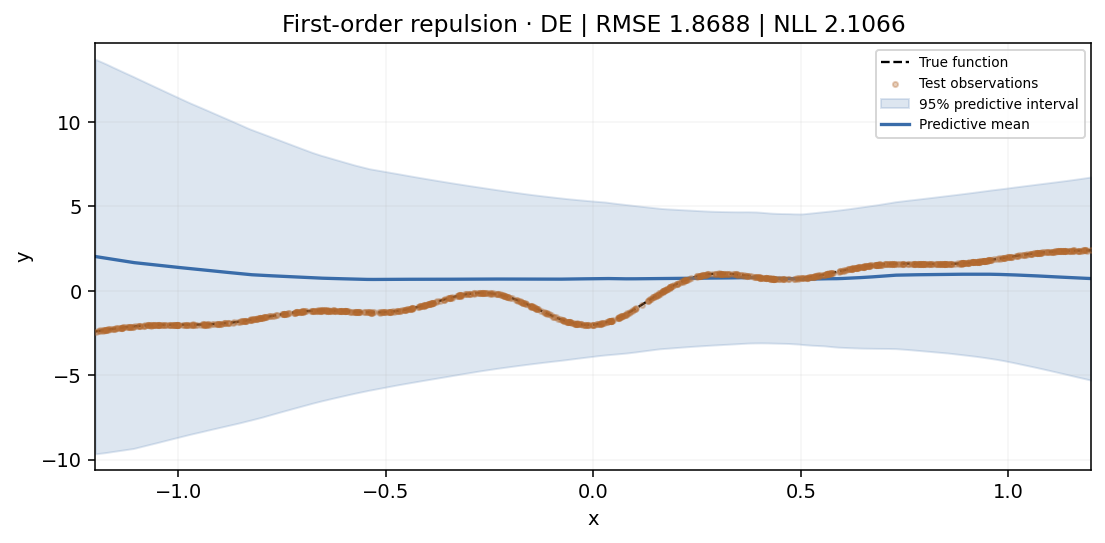 First-order repulsion · DE | RMSE 1.8688 | NLL 2.1066
True function
Test observations
95% predictive interval
Predictive mean
10
5
0
−5
−10
y
−1.0 −0.5 0.0 0.5 1.0
x